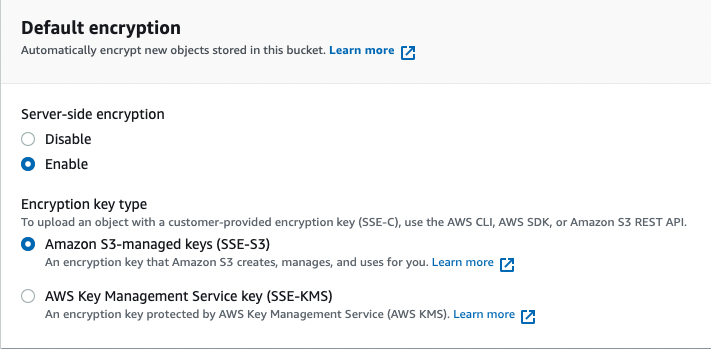 Default encryption
Automatically encrypt new objects stored in this bucket. Learn more
Server-side encryption
Disable
Enable
Encryption key type
To upload an object with a customer-provided encryption key (SSE-C), use the AWS CLI, AWS SDK, or Amazon S3 REST API.
Amazon S3-managed keys (SSE-S3)
An encryption key that Amazon S3 creates, manages, and uses for you. Learn more
AWS Key Management Service key (SSE-KMS)
An encryption key protected by AWS Key Management Service (AWS KMS). Learn more